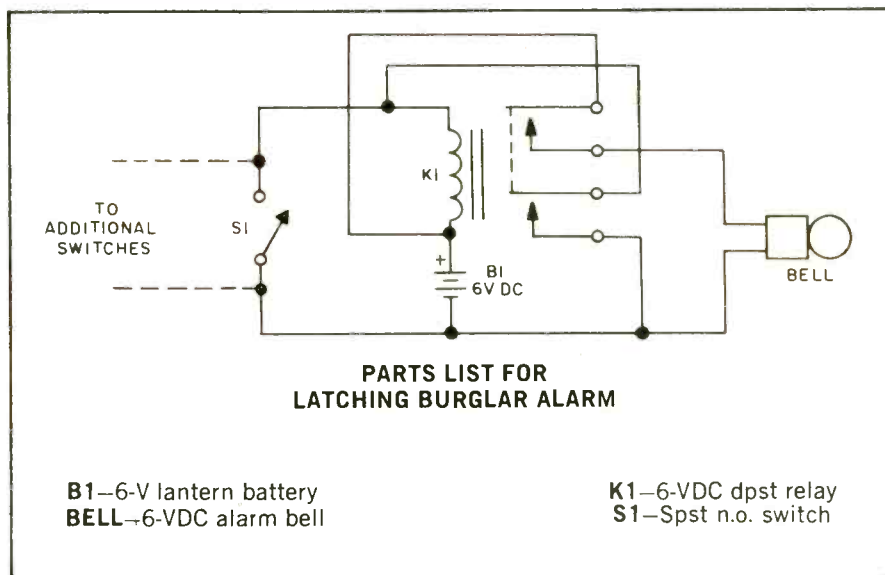 TO
ADDITIONAL
SWITCHES
S1
K1
+
B1
6V DC
BELL
PARTS LIST FOR
LATCHING BURGLAR ALARM
B1—6-V lantern battery
BELL—6-VDC alarm bell
K1—6-VDC dpst relay
S1—Spst n.o. switch